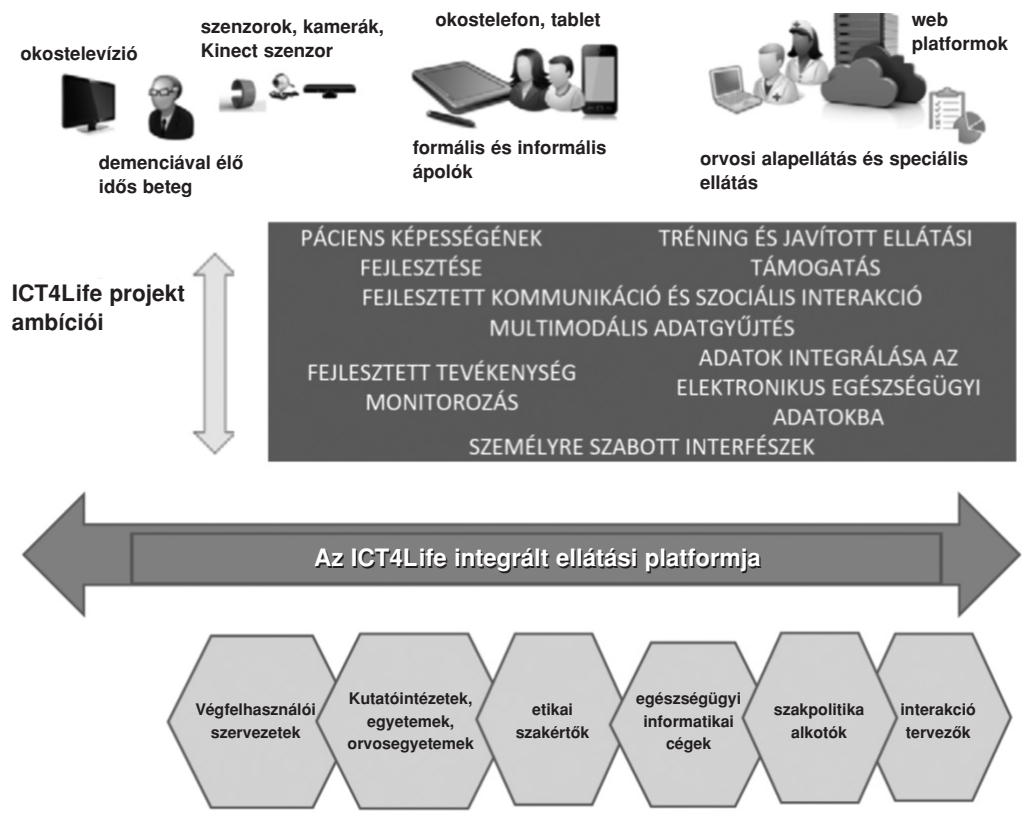 okostelevízió
szenzorok, kamerák,
Kinect szenzor
okostelefon, tablet
web
platformok
demenciával élő
idős beteg
formális és informális
ápolók
orvosi alapellátás és speciális
ellátás
ICT4Life projekt
ambíciói
PÁCIENS KÉPESSÉGÉNEK
FEJLESZTÉSE
TRÉNING ÉS JAVÍTOTT ELLÁTÁSI
TÁMOGATÁS
FEJLESZTETT KOMMUNIKÁCIÓ ÉS SZOCIÁLIS INTERAKCIÓ
MULTIMODÁLIS ADATGYŰJTÉS
FEJLESZTETT TEVÉKENYSÉG
MONITOROZÁS
ADATOK INTEGRÁLÁSA AZ
ELEKTRONIKUS EGÉSZSÉGÜGYI
ADATOKBA
SZEMÉLYRE SZABOTT INTERFÉSZEK
Az ICT4Life integrált ellátási platformja
Végfelhasználói
szervezetek
Kutatóintézetek,
egyetemek,
orvosegyetemek
etikai
szakértők
egészségügyi
informatikai
cégek
szakpolitika
alkotók
interakció
tervezők